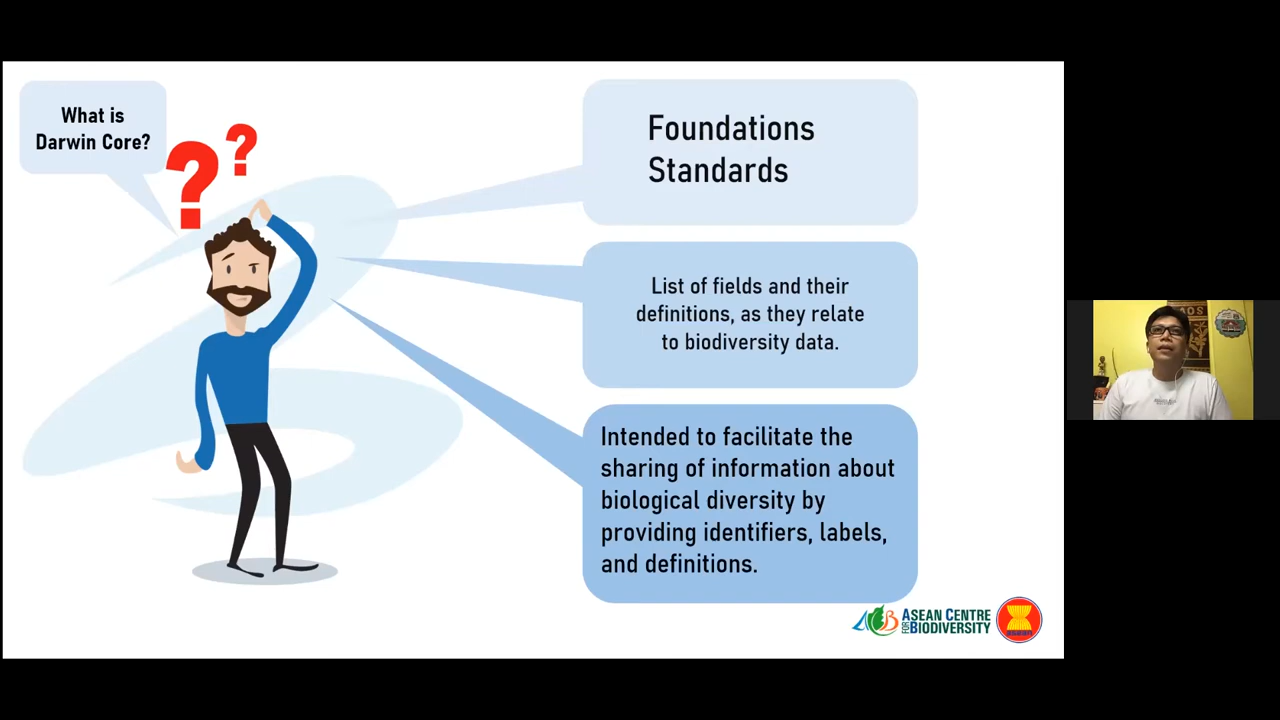 What is
Darwin Core?
? ?
Foundations
Standards
List of fields and their
definitions, as they relate
to biodiversity data.
Intended to facilitate the
sharing of information about
biological diversity by
providing identifiers, labels,
and definitions.
ACB
ASEAN CENTRE
FOR BIODIVERSITY
asean